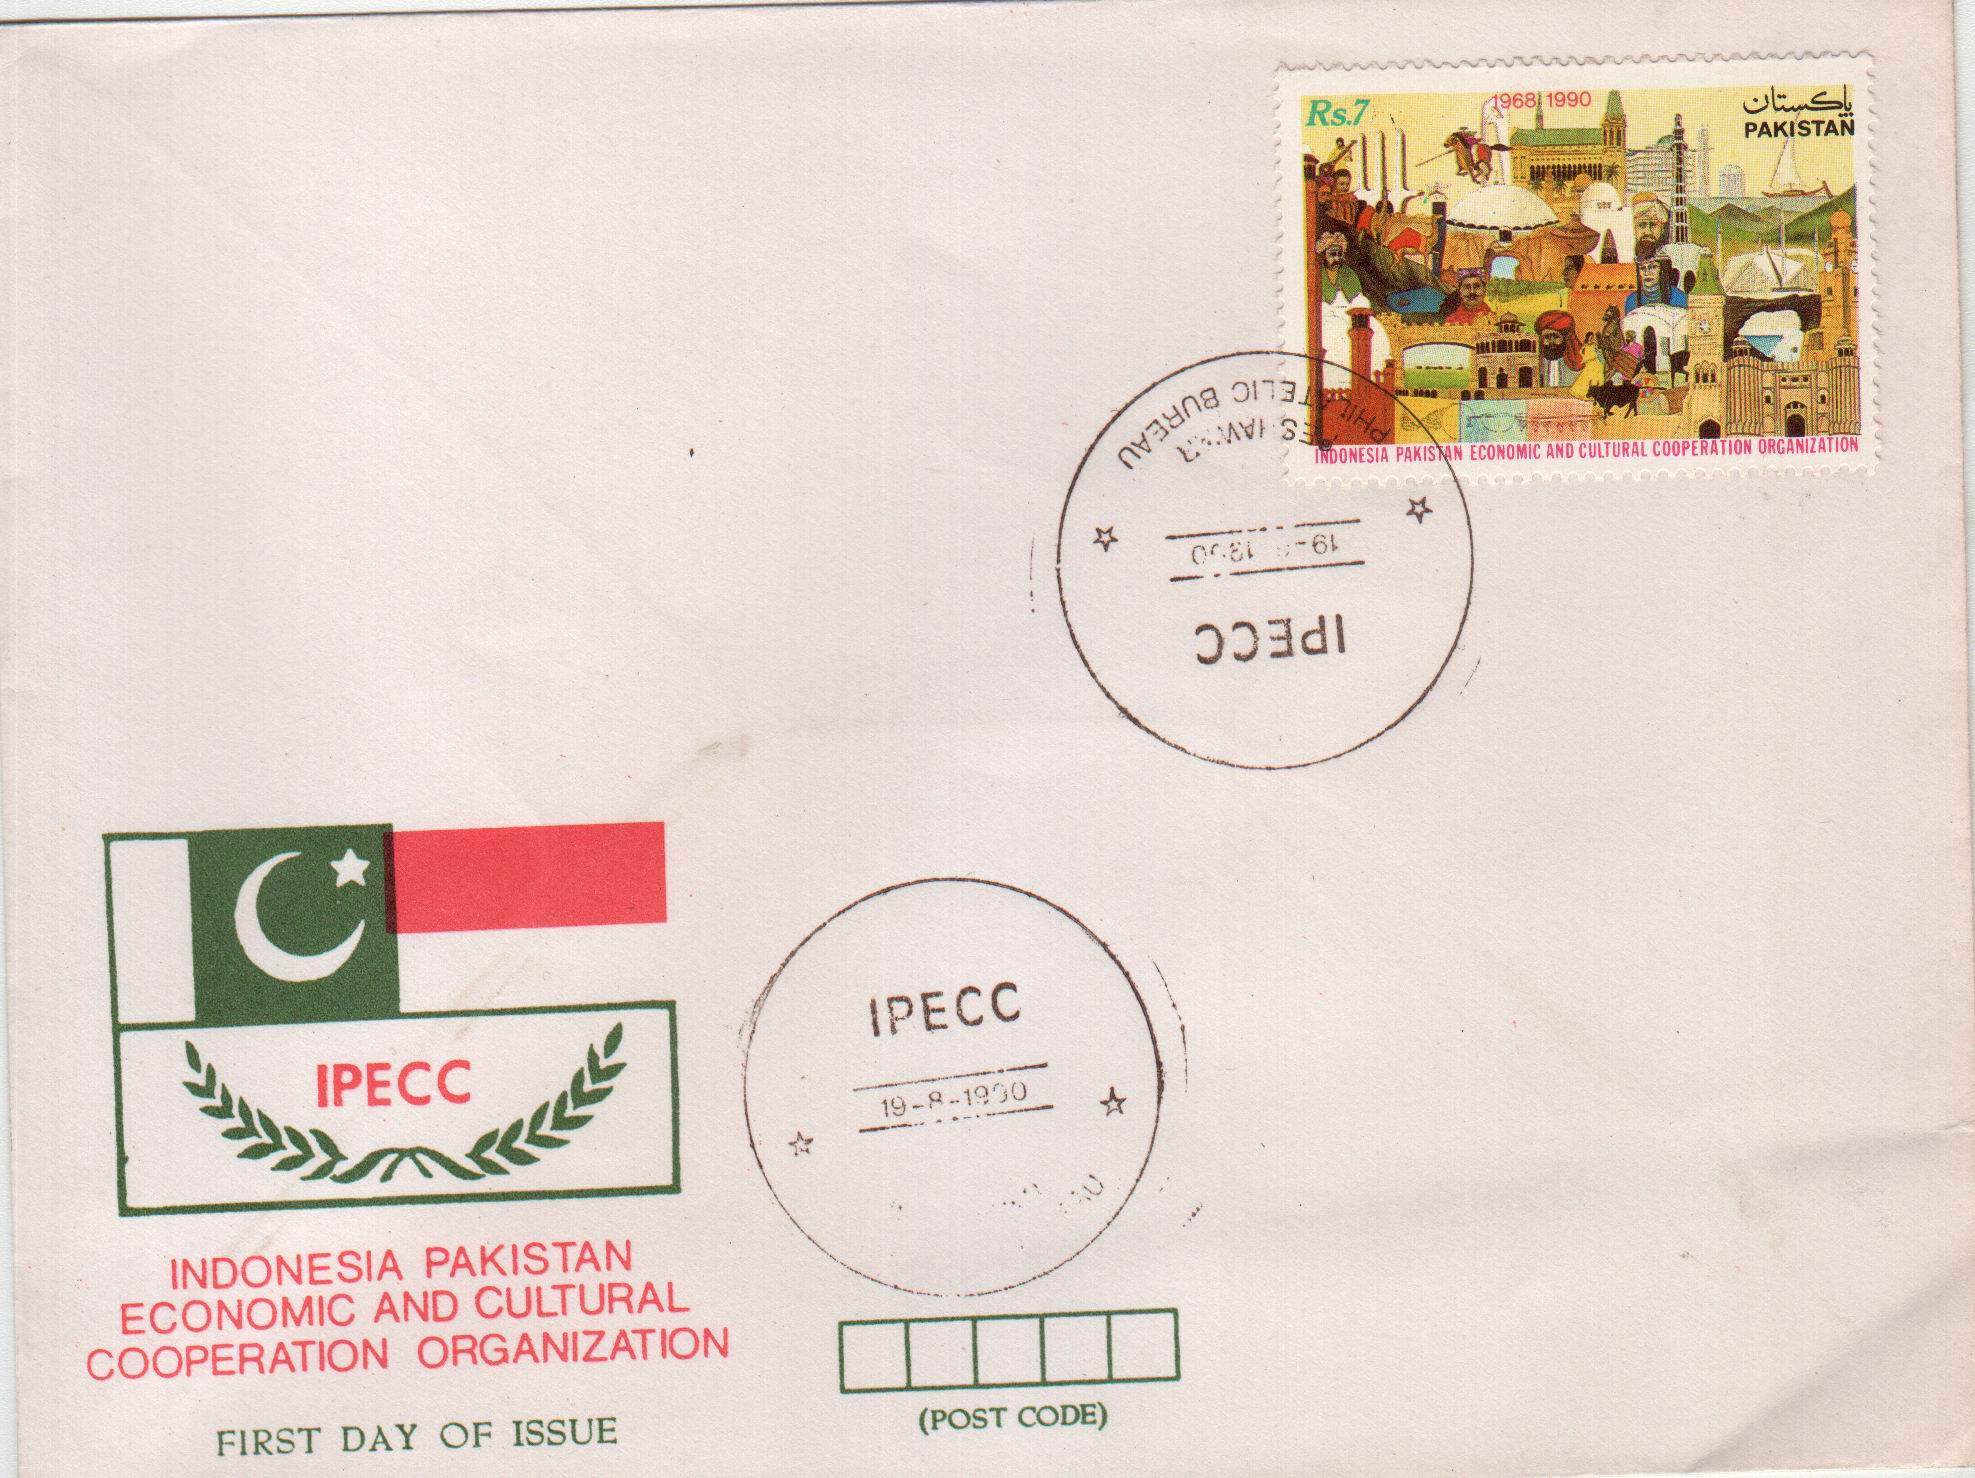 Rs.7
1968 1990
پاکستان
PAKISTAN
INDONESIA PAKISTAN ECONOMIC AND CULTURAL COOPERATION ORGANIZATION
PHILATELIC BUREAU
PESHAWAR
IPECC
IPECC
19-8-1990
IPECC
INDONESIA PAKISTAN
ECONOMIC AND CULTURAL
COOPERATION ORGANIZATION
FIRST DAY OF ISSUE
(POST CODE)